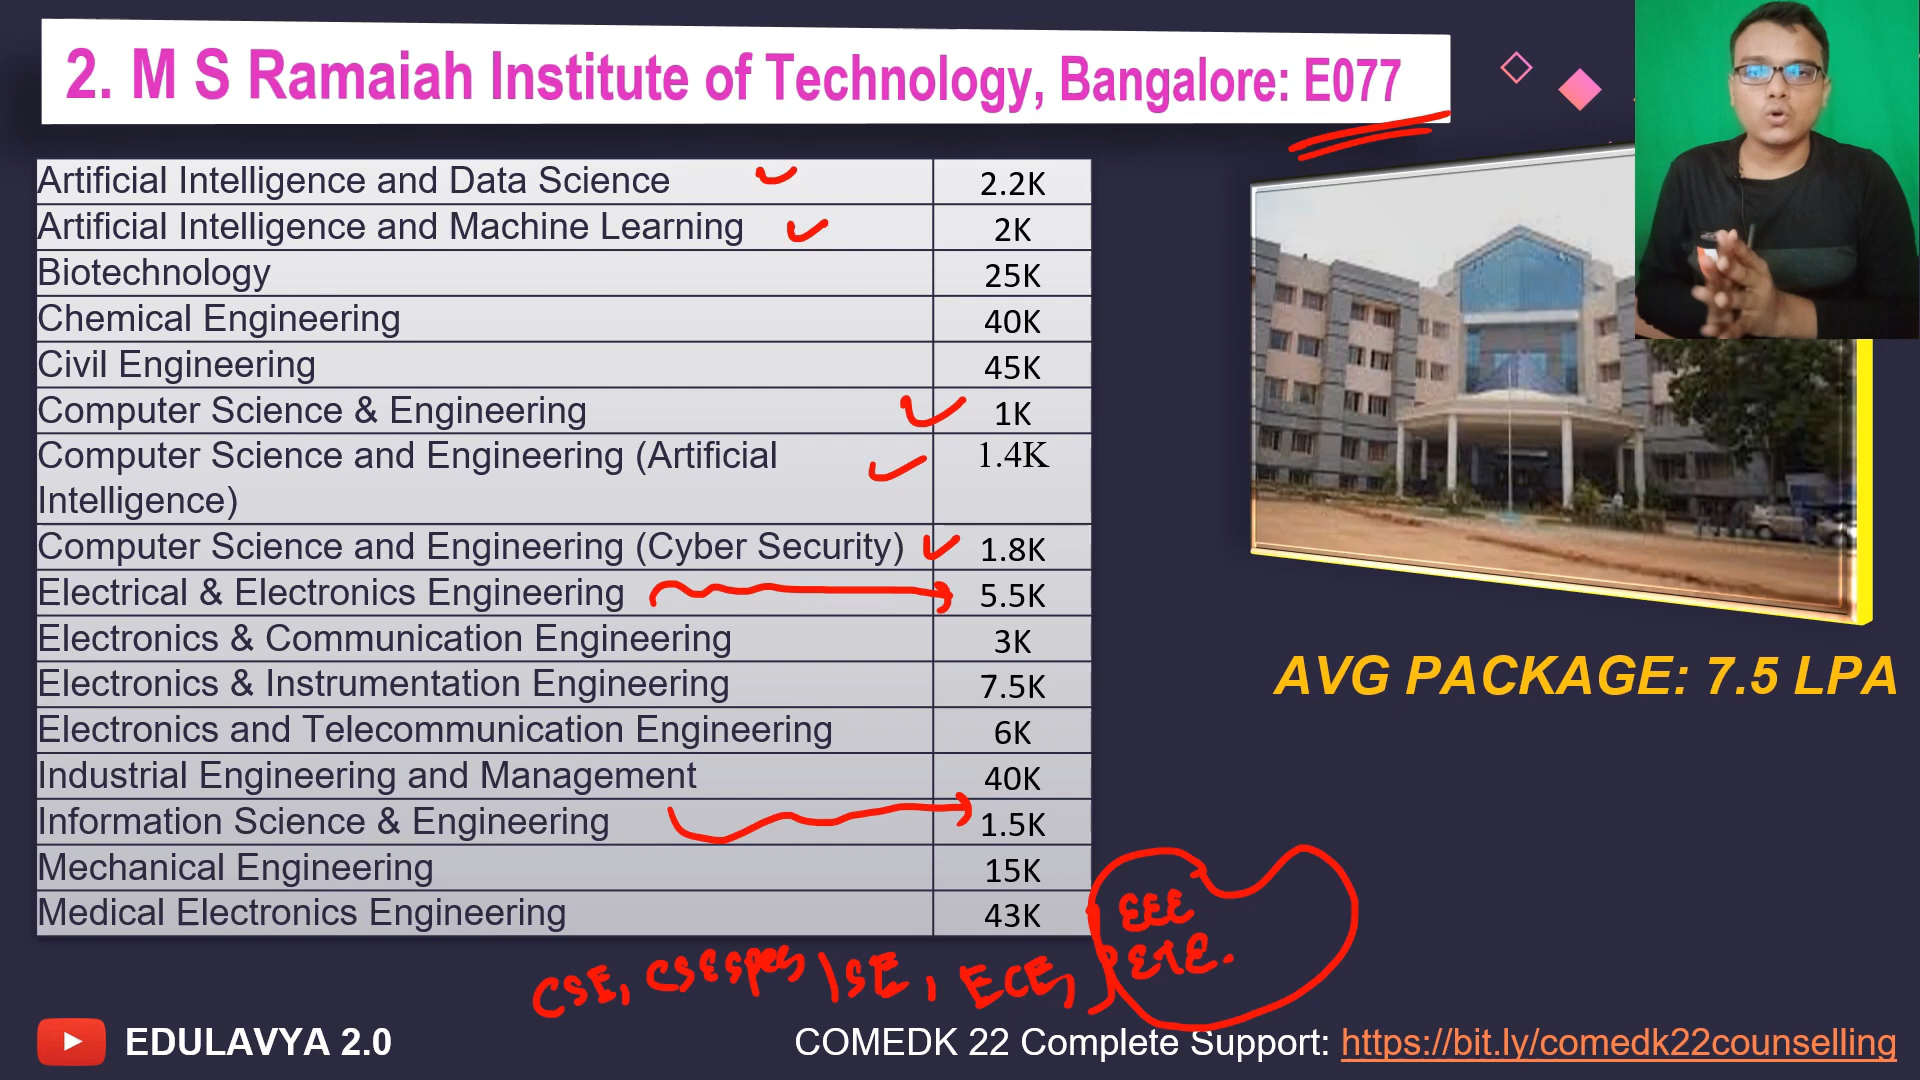 2. M S Ramaiah Institute of Technology, Bangalore: E077
Artificial Intelligence and Data Science 2.2K
Artificial Intelligence and Machine Learning 2K
Biotechnology 25K
Chemical Engineering 40K
Civil Engineering 45K
Computer Science & Engineering 1K
Computer Science and Engineering (Artificial 1.4K
Intelligence)
Computer Science and Engineering (Cyber Security) 1.8K
Electrical & Electronics Engineering 5.5K
Electronics & Communication Engineering 3K
Electronics & Instrumentation Engineering 7.5K
Electronics and Telecommunication Engineering 6K
Industrial Engineering and Management 40K
Information Science & Engineering 1.5K
Mechanical Engineering 15K
Medical Electronics Engineering 43K
AVG PACKAGE: 7.5 LPA
EEE
ETE.
CSE, CSE spes ISE, ECE,
EDULAVYA 2.0
COMEDK 22 Complete Support: https://bit.ly/comedk22counselling